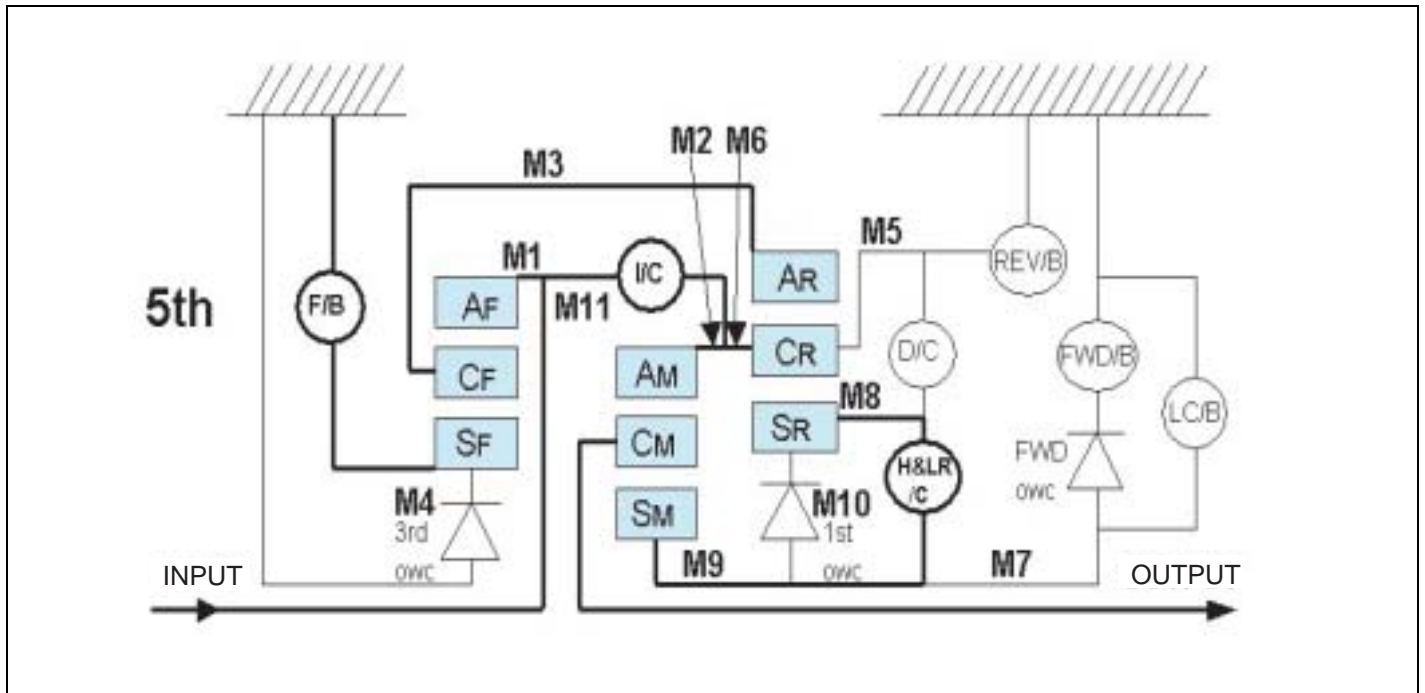 M2 M6
M3
M5
M1
I/C
AR
REV/B
5th
F/B
AF
M11
CR
D/C
FWD/B
CF
AM
M8
LC/B
SF
CM
SR
H&LR
/C
FWD
OWC
M4
3rd
OWC
SM
M10
1st
OWC
M9
M7
INPUT
OUTPUT